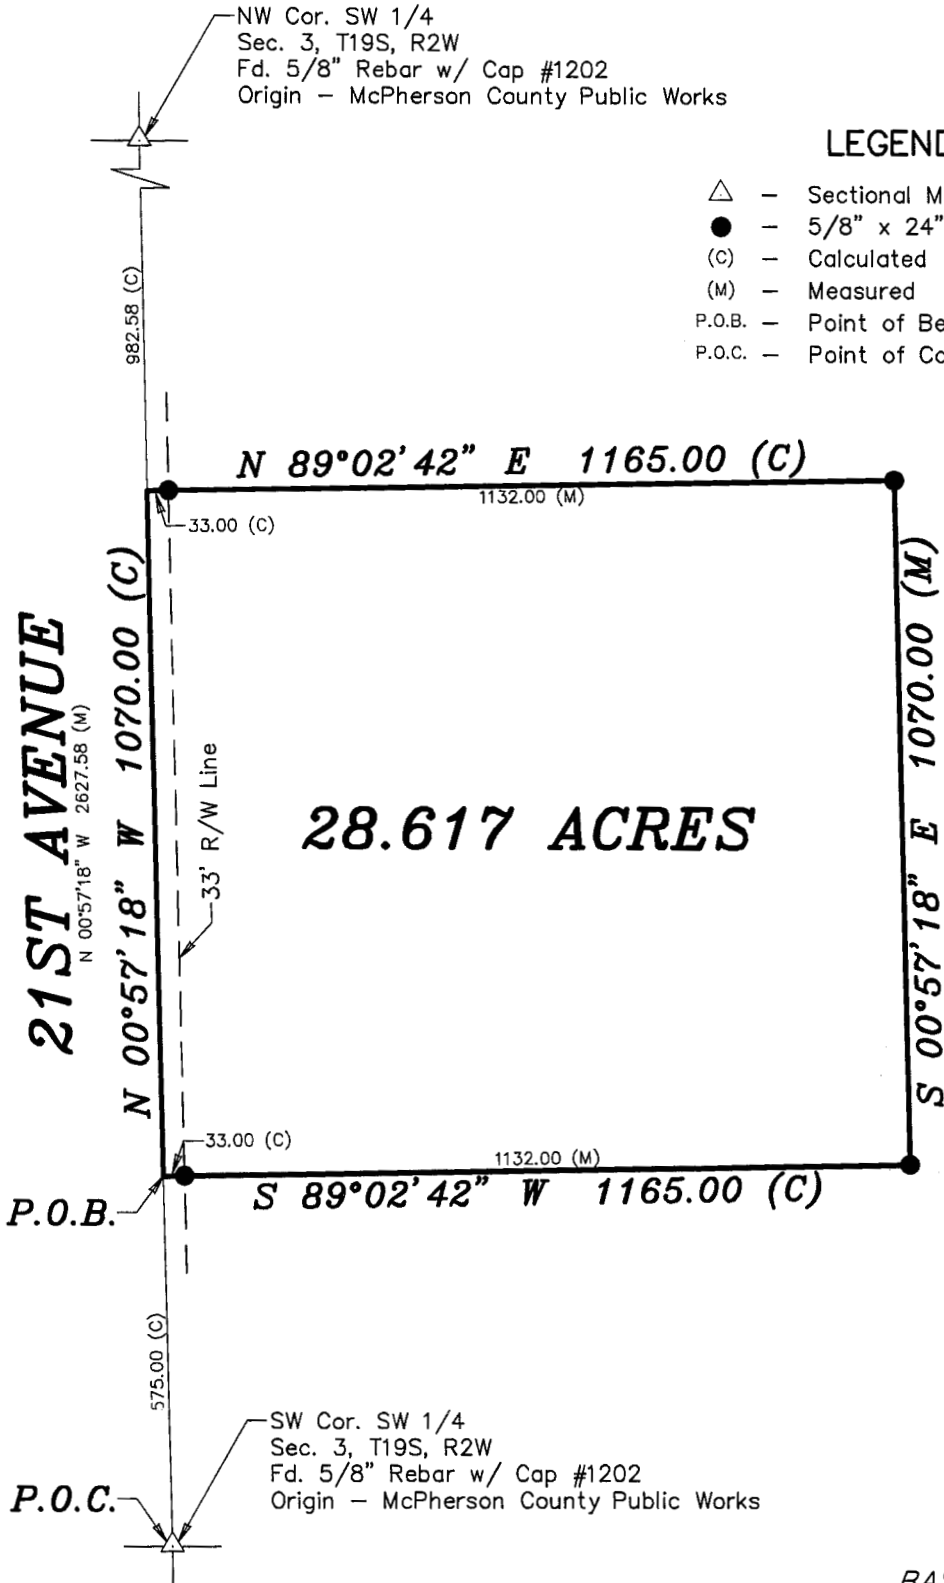 NW Cor. SW 1/4
Sec. 3, T19S, R2W
Fd. 5/8" Rebar w/ Cap #1202
Origin – McPherson County Public Works
LEGEND
△ – Sectional M
● – 5/8" x 24"
(C) – Calculated
(M) – Measured
P.O.B. – Point of Be
P.O.C. – Point of Co
982.58 (C)
N 89°02'42" E 1165.00 (C)
1132.00 (M)
33.00 (C)
21ST AVENUE
N 00°57'18" W 2627.58 (M)
N 00°57'18" W 1070.00 (C)
33' R/W Line
28.617 ACRES
S 00°57'18" E 1070.00 (M)
33.00 (C)
1132.00 (M)
S 89°02'42" W 1165.00 (C)
P.O.B.
575.00 (C)
SW Cor. SW 1/4
Sec. 3, T19S, R2W
Fd. 5/8" Rebar w/ Cap #1202
Origin – McPherson County Public Works
P.O.C.